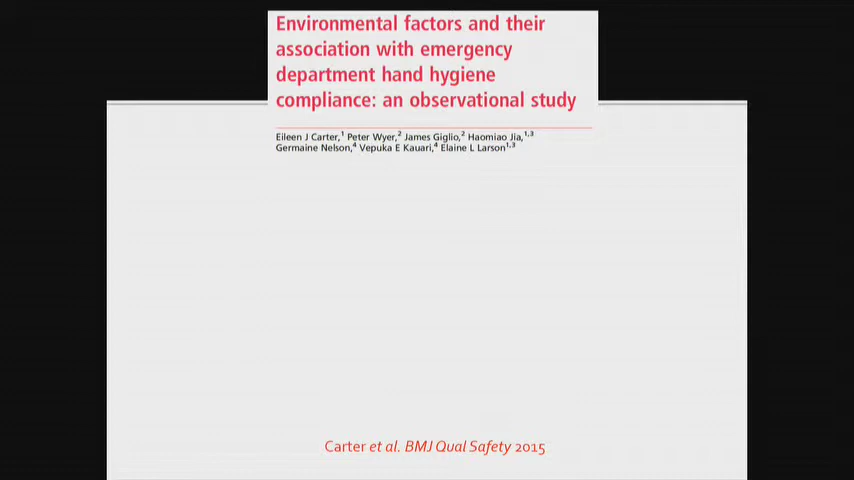 Environmental factors and their
association with emergency
department hand hygiene
compliance: an observational study
Eileen J Carter,1 Peter Wyer,2 James Giglio,2 Haomiao Jia,1,3
Germaine Nelson,4 Vepuka E Kauari,4 Elaine L Larson1,3
Carter et al. BMJ Qual Safety 2015